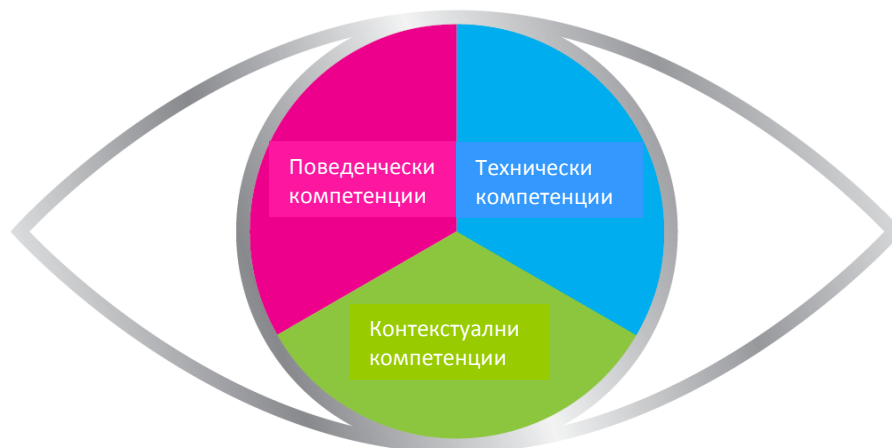 Поведенчески
компетенции
Технически
компетенции
Контекстуални
компетенции